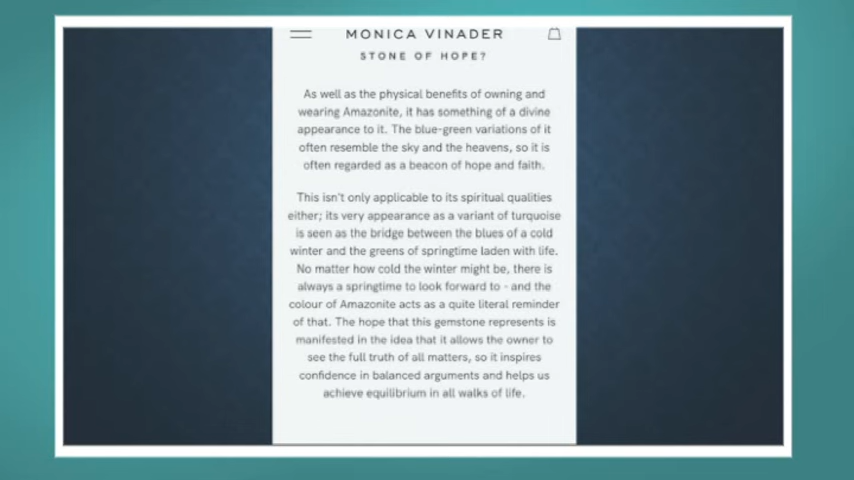 MONICA VINADER
STONE OF HOPE?
As well as the physical benefits of owning and
wearing Amazonite, it has something of a divine
appearance to it. The blue-green variations of it
often resemble the sky and the heavens, so it is
often regarded as a beacon of hope and faith.
This isn't only applicable to its spiritual qualities
either; its very appearance as a variant of turquoise
is seen as the bridge between the blues of a cold
winter and the greens of springtime laden with life.
No matter how cold the winter might be, there is
always a springtime to look forward to - and the
colour of Amazonite acts as a quite literal reminder
of that. The hope that this gemstone represents is
manifested in the idea that it allows the owner to
see the full truth of all matters, so it inspires
confidence in balanced arguments and helps us
achieve equilibrium in all walks of life.